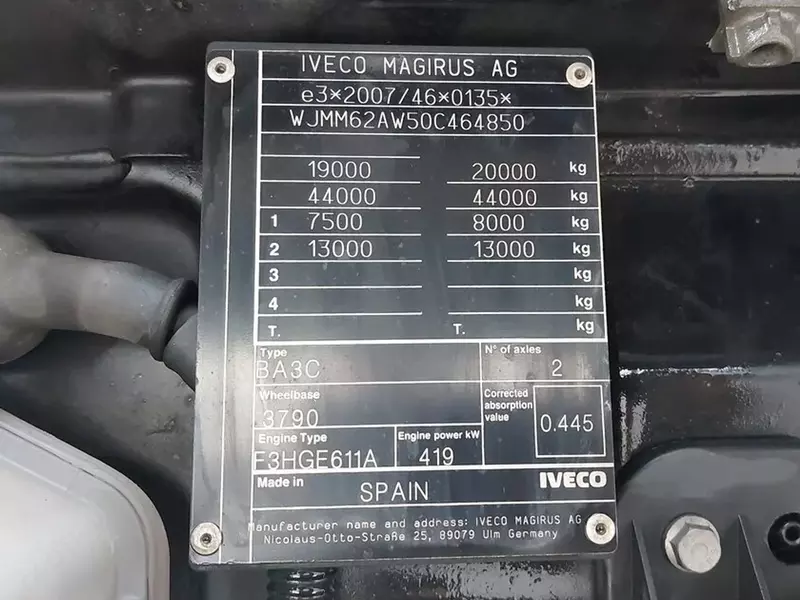 IVECO MAGIRUS AG
e3*2007/46*0135*
WJMM62AW50C464850
19000 20000 kg
44000 44000 kg
1 7500 8000 kg
2 13000 13000 kg
3 kg
4 kg
T. T. kg
Type N° of axles
BA3C 2
Wheelbase Corrected absorption value
3790 0.445
Engine Type Engine power kW
F3HGE611A 419
Made in SPAIN IVECO
Manufacturer name and address: IVECO MAGIRUS AG
Nicolaus-Otto-Straße 25, 89079 Ulm Germany